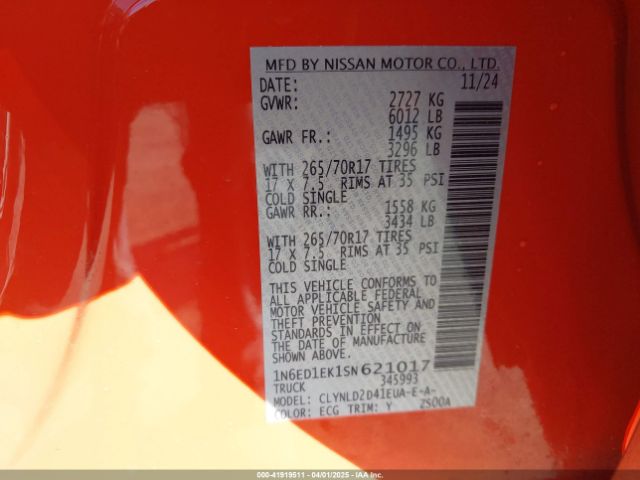 MFD BY NISSAN MOTOR CO., LTD.
DATE: 11/24
GVWR: 2727 KG
6012 LB
GAWR FR.: 1495 KG
3296 LB
WITH 265/70R17 TIRES
17 X 7.5 RIMS AT 35 PSI
COLD SINGLE
GAWR RR.: 1558 KG
3434 LB
WITH 265/70R17 TIRES
17 X 7.5 RIMS AT 35 PSI
COLD SINGLE
THIS VEHICLE CONFORMS TO
ALL APPLICABLE FEDERAL
MOTOR VEHICLE SAFETY AND
THEFT PREVENTION
STANDARDS IN EFFECT ON
THE DATE OF MANUFACTURE
SHOWN ABOVE.
1N6ED1EK1SN621017
TRUCK 345993
MODEL: CLYNLD2D41EUA-E-A-
COLOR: ECG TRIM: Y ZS00A
000-41919511 - 04/01/2025 - IAAI.COM